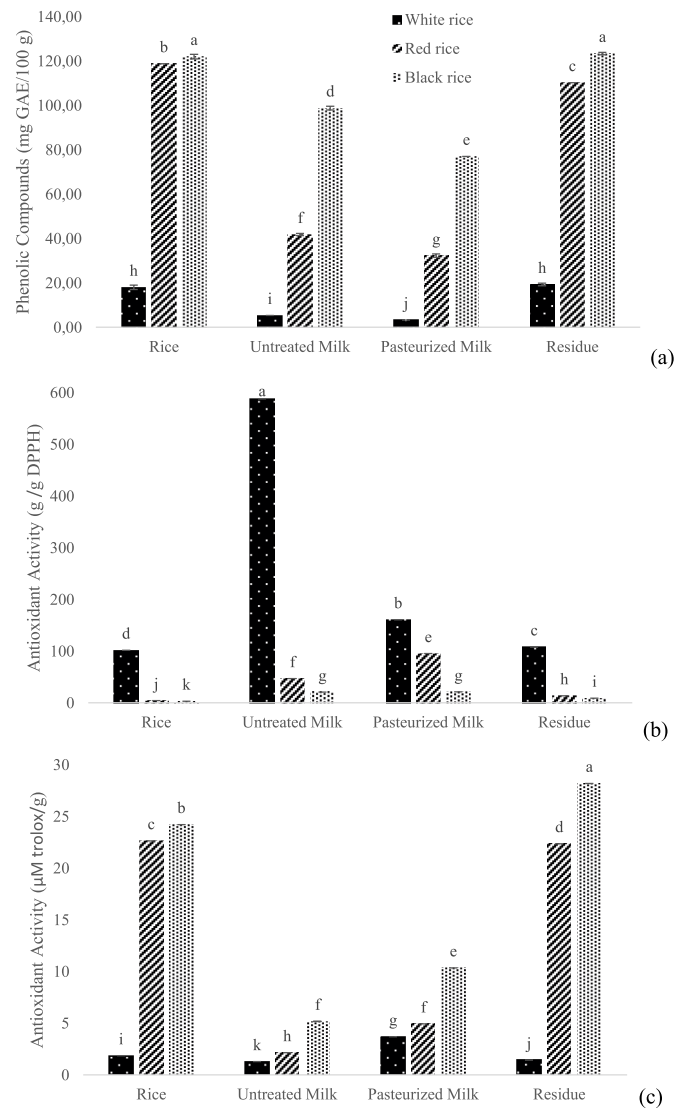 Phenolic Compounds (mg GAE/100 g)
140,00
120,00
100,00
80,00
60,00
40,00
20,00
0,00
White rice
Red rice
Black rice
h b a
i f d
j g e
h c a
Rice Untreated Milk Pasteurized Milk Residue
(a)
Antioxidant Activity (g /g DPPH)
600
500
400
300
200
100
0
d j k
a f g
b e g
c h i
Rice Untreated Milk Pasteurized Milk Residue
(b)
Antioxidant Activity (µM trolox/g)
30
25
20
15
10
5
0
i c b
k h f
g f e
j d a
Rice Untreated Milk Pasteurized Milk Residue
(c)